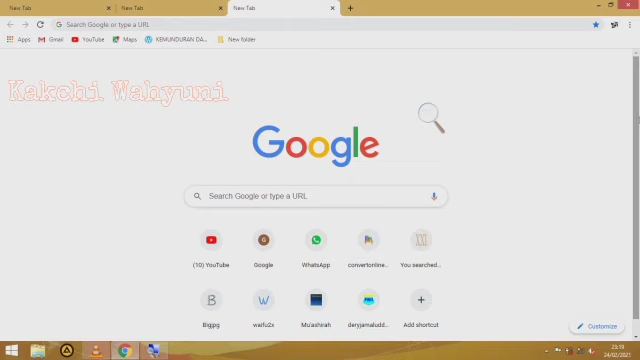 New Tab
New Tab
New Tab
Search Google or type a URL
Apps
Gmail
YouTube
Maps
KEMUNDURAN DA...
New folder
Kakchi Wahyuni
Google
Search Google or type a URL
(10) YouTube
Google
WhatsApp
convertonline...
You searched...
Bigjpg
waifu2x
Mu'ashirah
deryjamaludd...
Add shortcut
Customize
23:19
24/02/2021